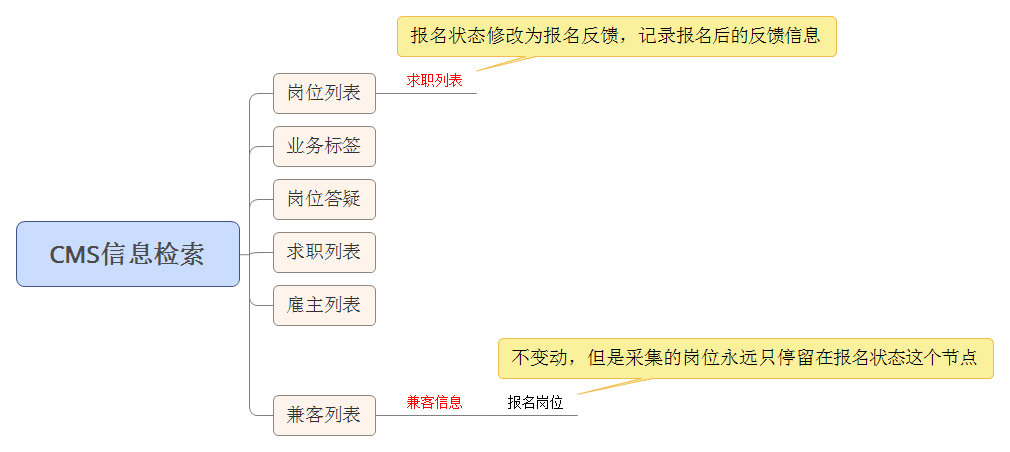 报名状态修改为报名反馈，记录报名后的反馈信息
岗位列表
求职列表
业务标签
岗位答疑
CMS信息检索
求职列表
雇主列表
不变动，但是采集的岗位永远只停留在报名状态这个节点
兼客列表
兼客信息
报名岗位